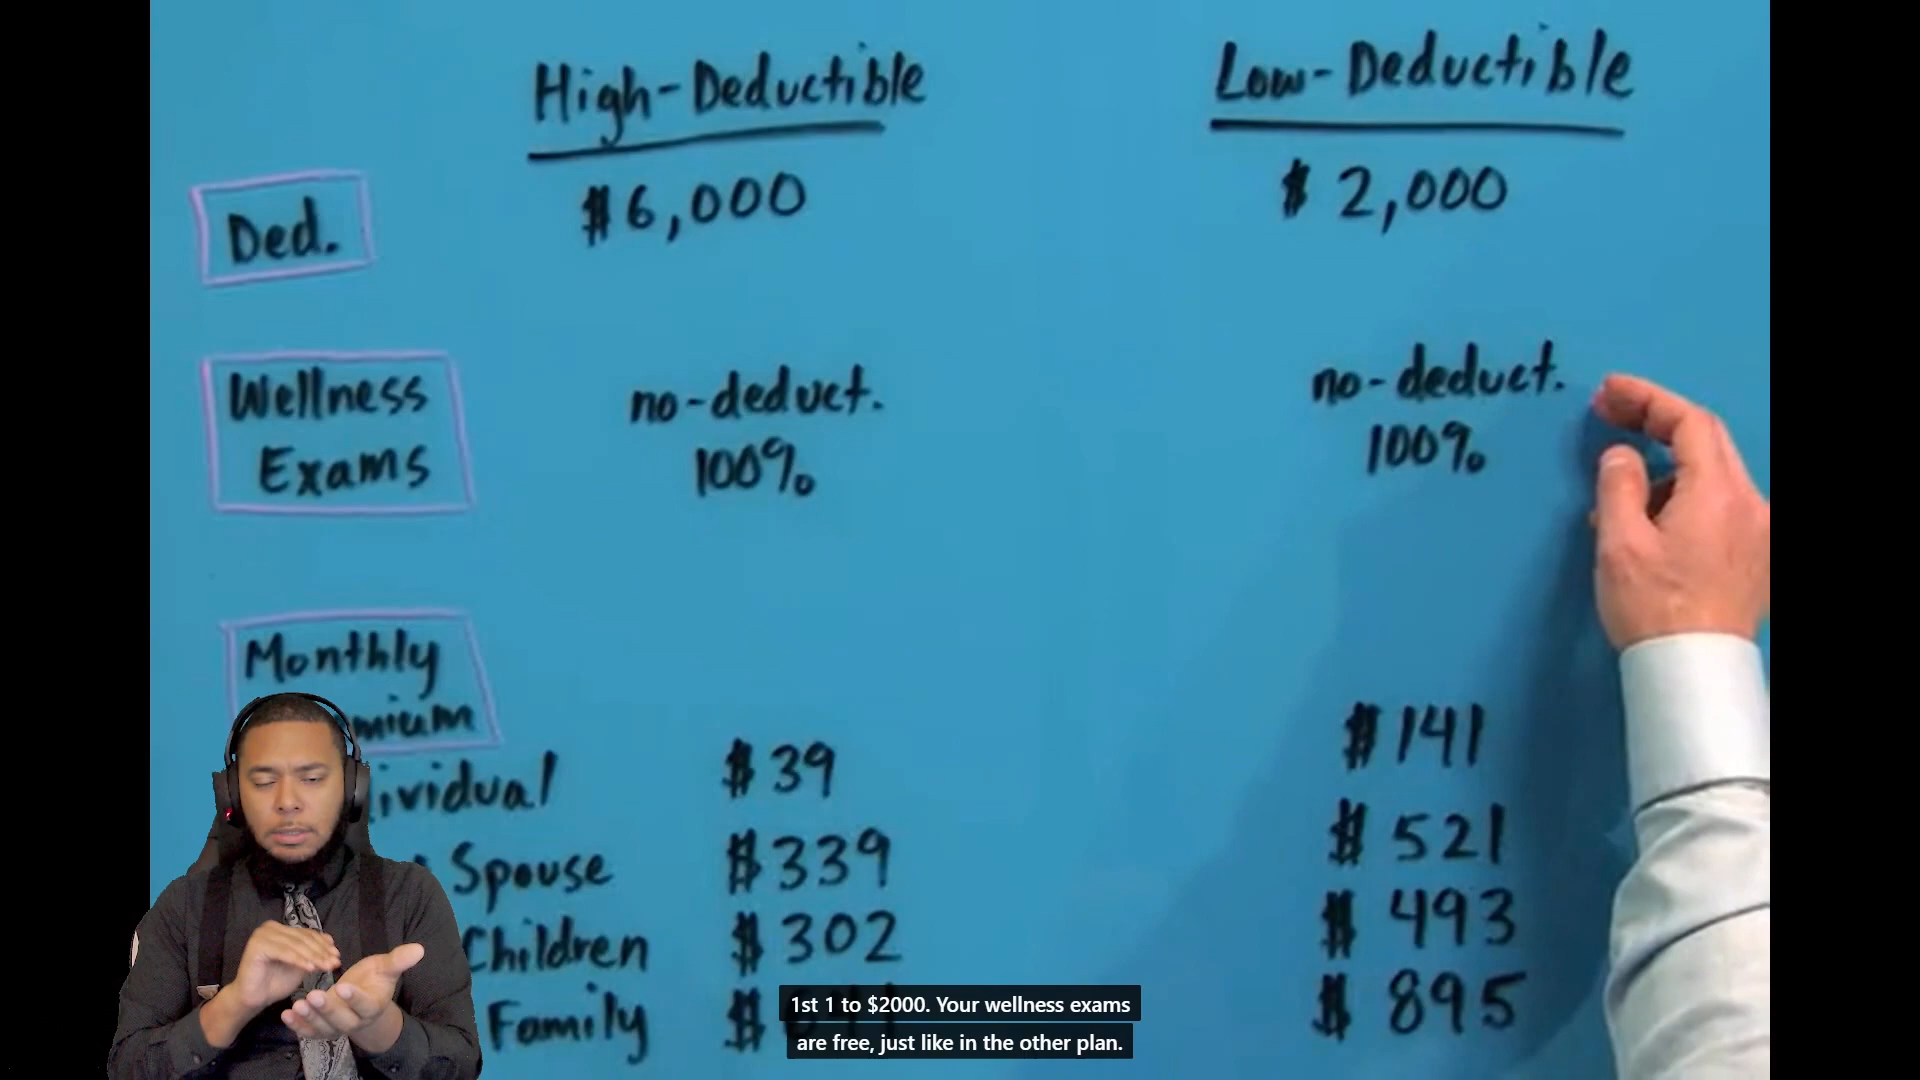 High-Deductible Low-Deductible
Ded. $6,000 $ 2,000
Wellness no-deduct. no-deduct.
Exams 100% 100%
Monthly
$39 $141
Spouse $339 $521
Children $302 $493
Family $ $895
1st 1 to $2000. Your wellness exams
are free, just like in the other plan.